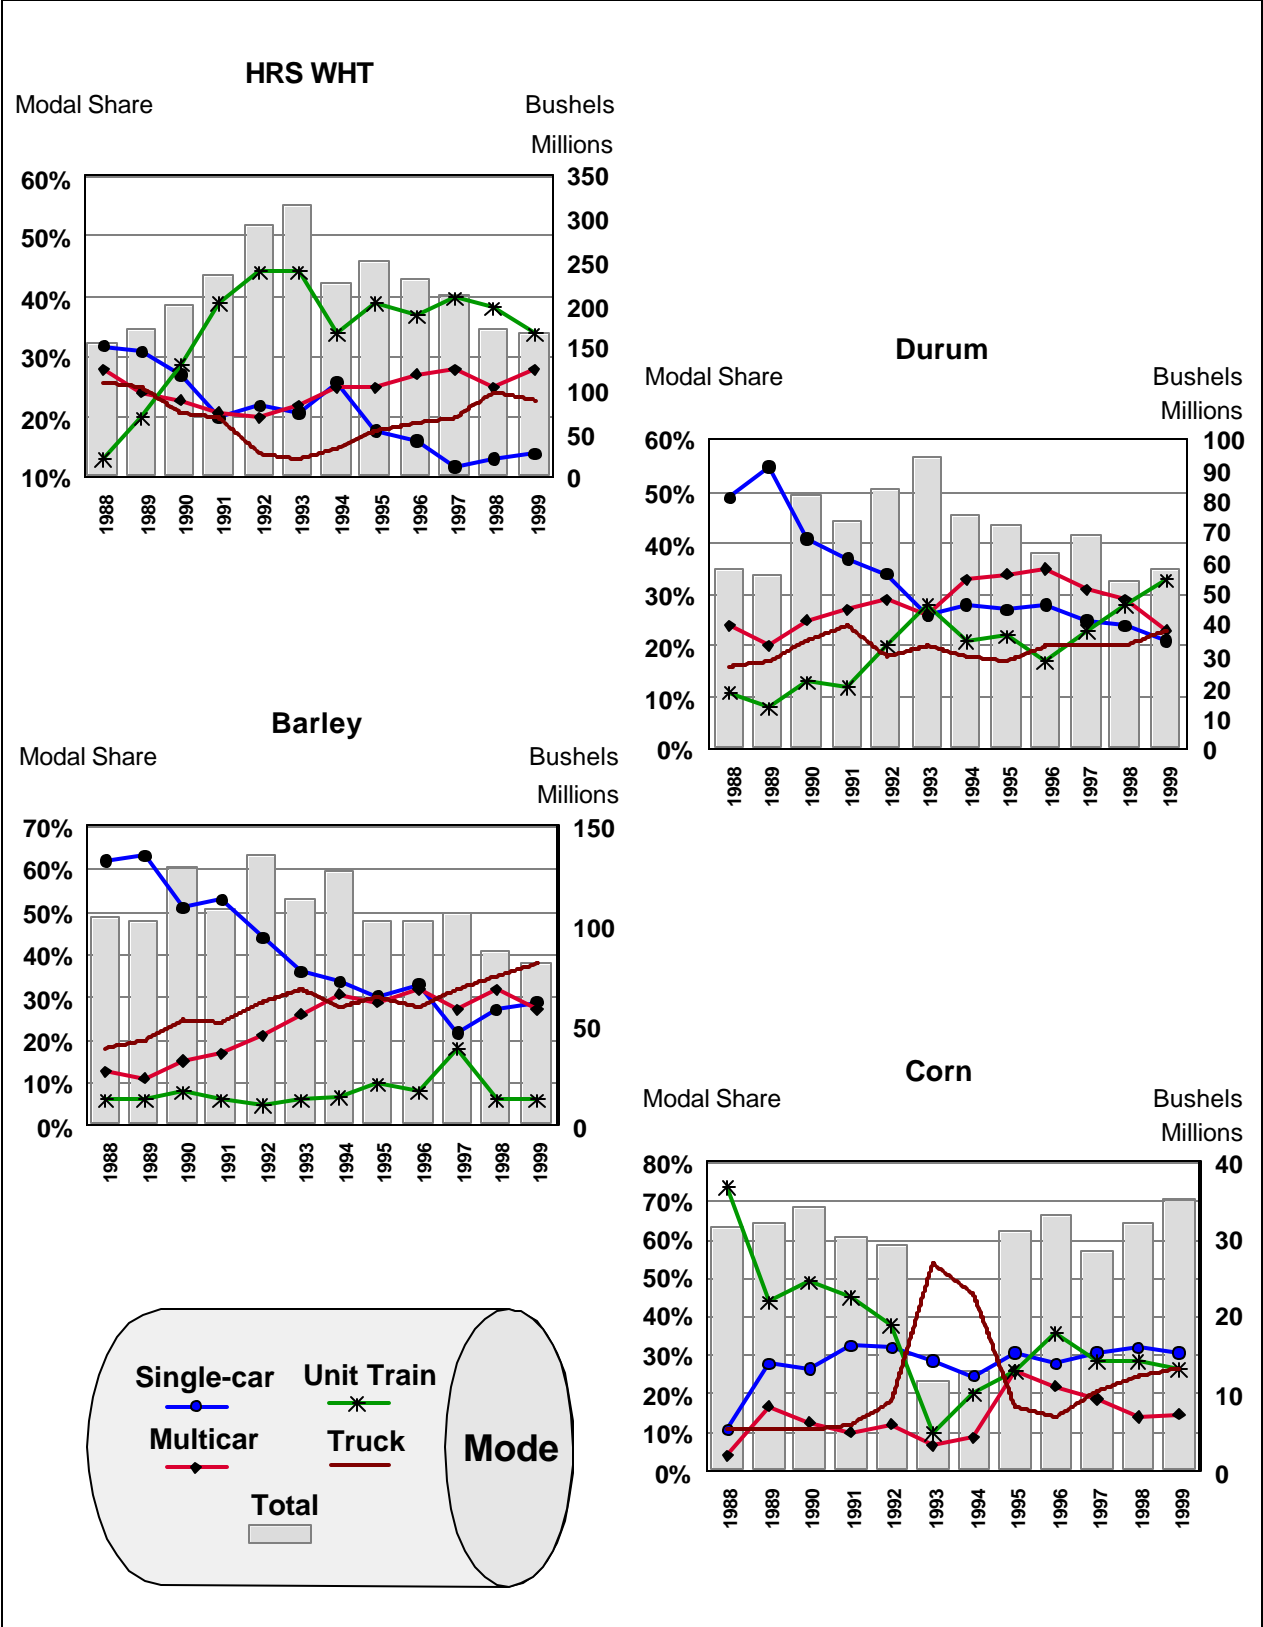 HRS WHT
Modal Share Bushels
Millions
60% 350
50% 300
250
40% 200
30% 150
100
20% 50
10% 0
1988 1989 1990 1991 1992 1993 1994 1995 1996 1997 1998 1999
Durum
Modal Share Bushels
Millions
60% 100
90
50% 80
70
40% 60
30% 50
40
20% 30
20
10% 10
0% 0
1988 1989 1990 1991 1992 1993 1994 1995 1996 1997 1998 1999
Barley
Modal Share Bushels
Millions
70% 150
60%
50% 100
40%
30%
20% 50
10%
0% 0
1988 1989 1990 1991 1992 1993 1994 1995 1996 1997 1998 1999
Corn
Modal Share Bushels
Millions
80% 40
70%
60% 30
50%
40% 20
30%
20% 10
10%
0% 0
1988 1989 1990 1991 1992 1993 1994 1995 1996 1997 1998 1999
Single-car Unit Train
Multicar Truck
Total
Mode